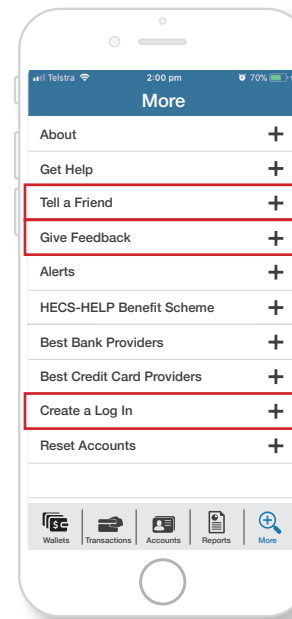 Telstra 2:00 pm 70%
More
About
Get Help
Tell a Friend
Give Feedback
Alerts
HECS-HELP Benefit Scheme
Best Bank Providers
Best Credit Card Providers
Create a Log In
Reset Accounts
Wallets Transactions Accounts Reports More